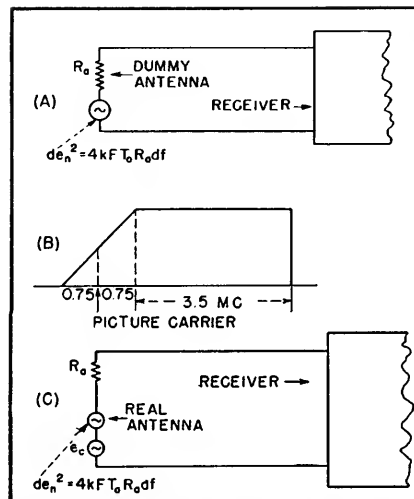 (A)
Rₐ
DUMMY
ANTENNA
RECEIVER
deₙ²=4kFTₒRₐdf
(B)
0.75 0.75
3.5 MC
PICTURE CARRIER
(C)
Rₐ
RECEIVER
REAL
ANTENNA
e꜀
deₙ²=4kFTₒRₐdf